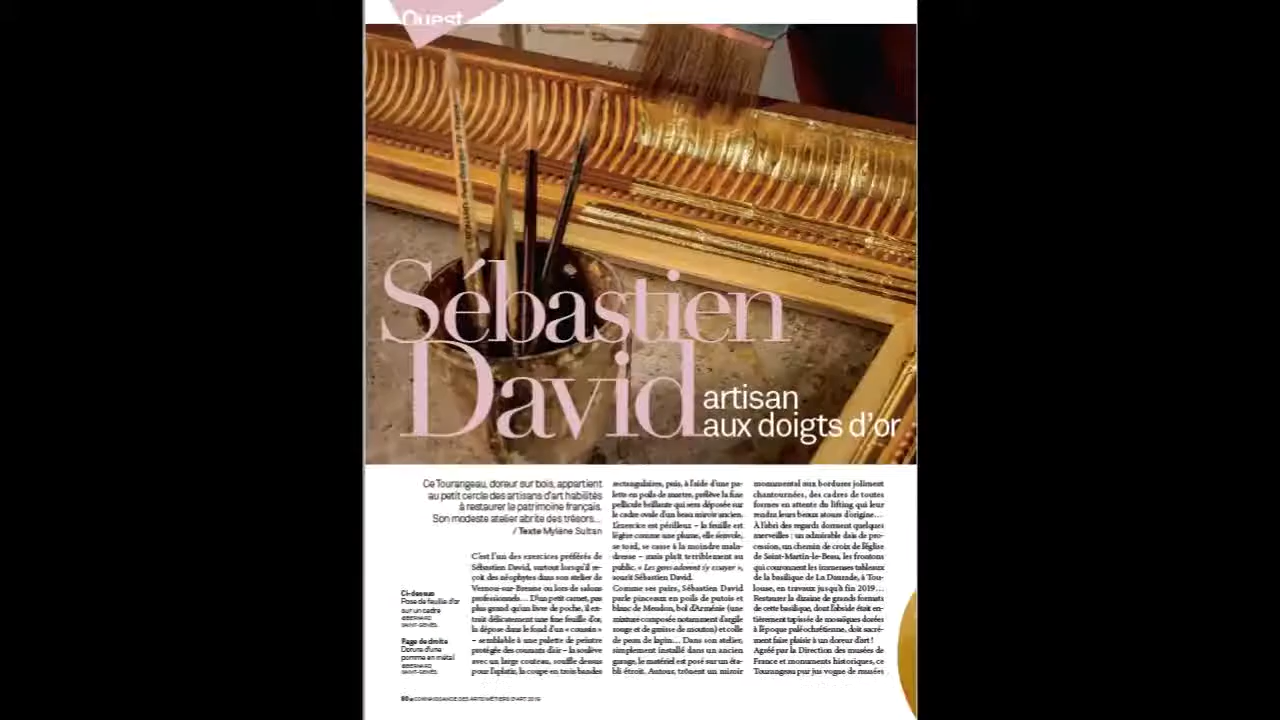 Ouest
Sébastien
David
artisan
aux doigts d'or
Ce Tourangeau, doreur sur bois, appartient
au petit cercle des artisans d'art habilités
à restaurer le patrimoine français.
Son modeste atelier abrite des trésors...
/ Texte Mylène Sultan
Ci-dessus
Pose de feuille d'or
sur un cadre
©BERNARD
SAINT-GENÈS.
Page de droite
Dorure d'une
pomme en métal
©BERNARD
SAINT-GENÈS.
C'est l'un des exercices préférés de
Sébastien David, surtout lorsqu'il re-
çoit des néophytes dans son atelier de
Vernou-sur-Brenne ou lors de salons
professionnels... D'un petit carnet, pas
plus grand qu'un livre de poche, il ex-
trait délicatement une fine feuille d'or,
la dépose dans le fond d'un « coussin »
– semblable à une palette de peintre
protégée des courants d'air – la soulève
avec un large couteau, souffle dessus
pour l'aplatir, la coupe en trois bandes
rectangulaires, puis, à l'aide d'une pa-
lette en poils de martre, prélève la fine
pellicule brillante qui sera déposée sur
le cadre ovale d'un beau miroir ancien.
L'exercice est périlleux – la feuille est
légère comme une plume, elle s'envole,
se tord, se casse à la moindre mala-
dresse – mais plaît terriblement au
public. « Les gens adorent s'y essayer »,
sourit Sébastien David.
Comme ses pairs, Sébastien David
parle pinceaux en poils de putois et
blanc de Meudon, bol d'Arménie (une
mixture composée notamment d'argile
rouge et de graisse de mouton) et colle
de peau de lapin... Dans son atelier,
simplement installé dans un ancien
garage, le matériel est posé sur un éta-
bli étroit. Autour, trônent un miroir
monumental aux bordures joliment
chantournées, des cadres de toutes
formes en attente du lifting qui leur
rendra leurs beaux atours d'origine...
À l'abri des regards dorment quelques
merveilles : un admirable dais de pro-
cession, un chemin de croix de l'église
de Saint-Martin-le-Beau, les frontons
qui couronnent les immenses tableaux
de la basilique de La Daurade, à Tou-
louse, en travaux jusqu'à fin 2019...
Restaurer la dizaine de grands formats
de cette basilique, dont l'abside était en-
tièrement tapissée de mosaïques dorées
à l'époque paléochrétienne, doit sacré-
ment faire plaisir à un doreur d'art !
Agréé par la Direction des musées de
France et monuments historiques, ce
Tourangeau pur jus vogue de musées
CONNAISSANCE DES ARTS MÉTIERS D'ART 2019